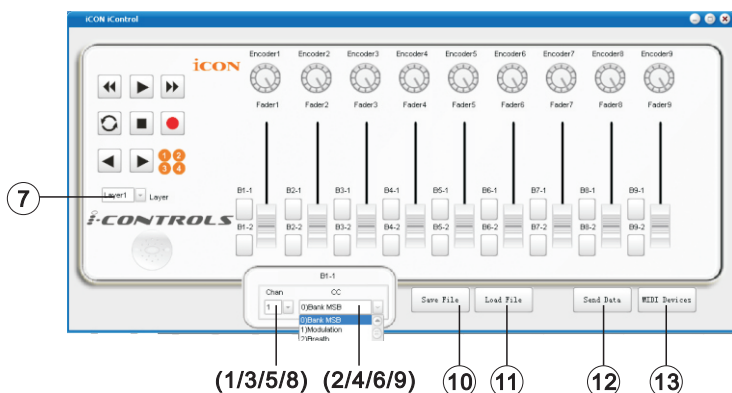 iCON iControl
iCON
Encoder1 Encoder2 Encoder3 Encoder4 Encoder5 Encoder6 Encoder7 Encoder8 Encoder9
Fader1 Fader2 Fader3 Fader4 Fader5 Fader6 Fader7 Fader8 Fader9
1 2
3 4
7
Layer1 Layer
B1-1 B2-1 B3-1 B4-1 B5-1 B6-1 B7-1 B8-1 B9-1
i-CONTROLS
B1-2 B2-2 B3-2 B4-2 B5-2 B6-2 B7-2 B8-2 B9-2
B1-1
Chan CC
1 0)Bank MSB
0)Bank MSB
1)Modulation
2)Breath
Save File Load File Send Data MIDI Devices
(1/3/5/8) (2/4/6/9) 10 11 12 13